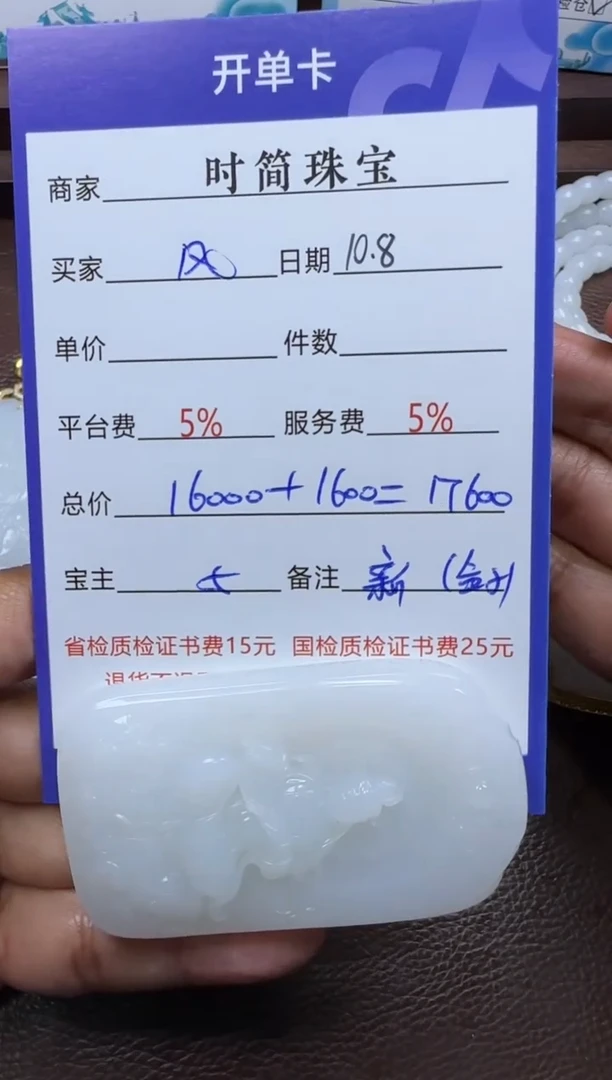 开单卡
商家 时简珠宝
买家 风 日期 10.8
单价 件数
平台费 5% 服务费 5%
总价 16000+1600=17600
宝主 备注 新
省检质检证书费15元 国检质检证书费25元